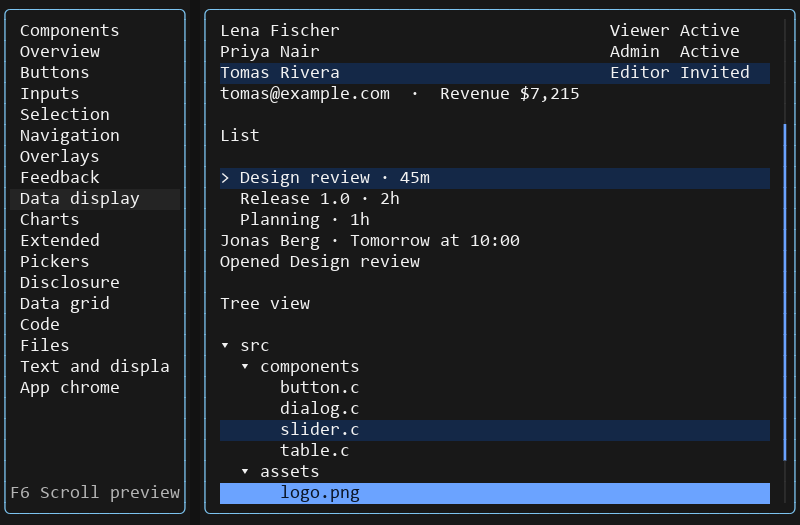 Components
Overview
Buttons
Inputs
Selection
Navigation
Overlays
Feedback
Data display
Charts
Extended
Pickers
Disclosure
Data grid
Code
Files
Text and displa
App chrome
F6 Scroll preview
Lena Fischer Viewer Active
Priya Nair Admin Active
Tomas Rivera Editor Invited
tomas@example.com · Revenue $7,215
List
> Design review · 45m
Release 1.0 · 2h
Planning · 1h
Jonas Berg · Tomorrow at 10:00
Opened Design review
Tree view
▾ src
▾ components
button.c
dialog.c
slider.c
table.c
▾ assets
logo.png